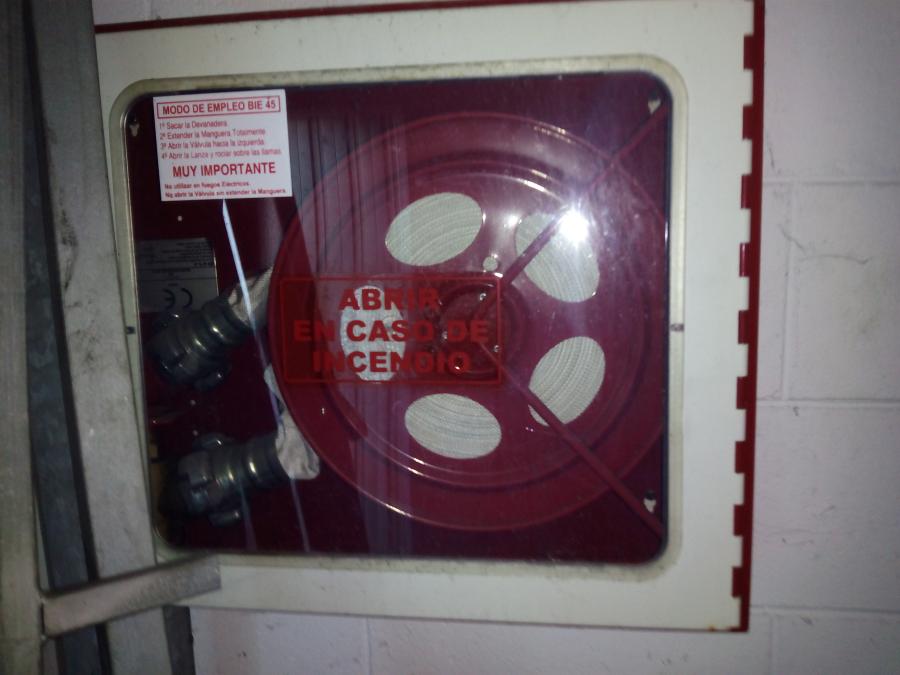 MODO DE EMPLEO BIE 45
1º Sacar la Devanadera.
2º Extender la Manguera Totalmente
3º Abrir la Válvula hacia la izquierda.
4º Abrir la Lanza y rociar sobre las llamas.
MUY IMPORTANTE
No utilizar en fuegos Eléctricos.
No abrir la Válvula sin extender la Manguera.
CE
ABRIR
EN CASO DE
INCENDIO